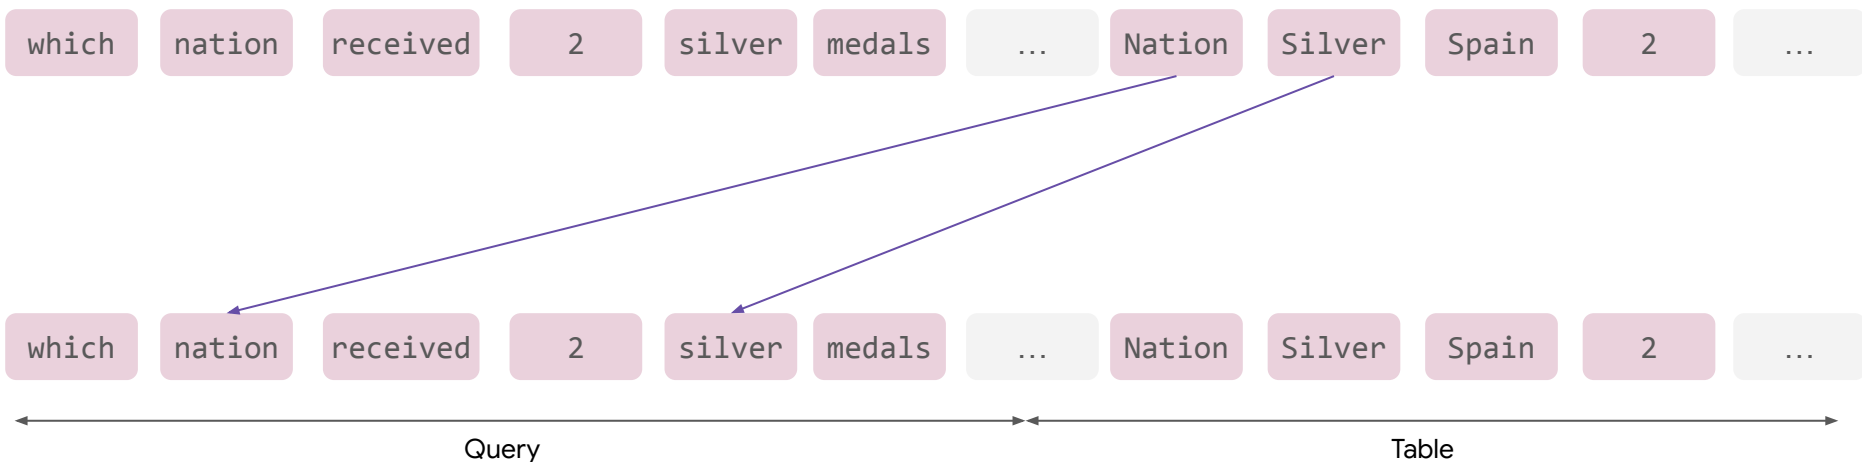 which nation received 2 silver medals ... Nation Silver Spain 2 ...
which nation received 2 silver medals ... Nation Silver Spain 2 ...
Query Table